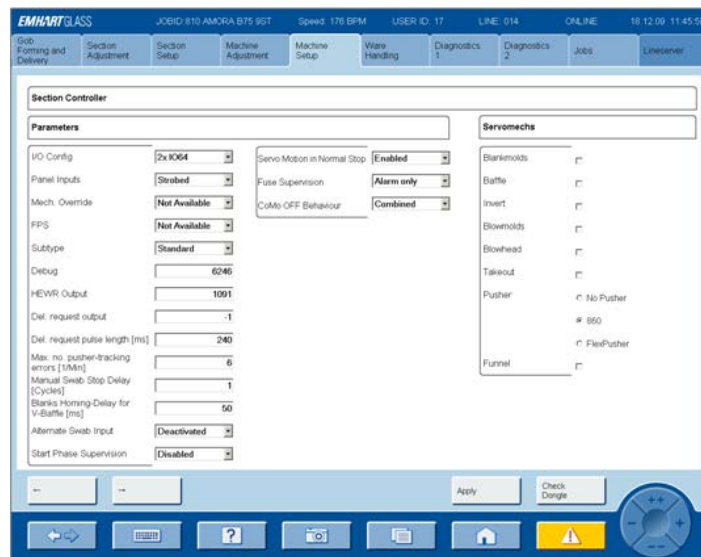 EMHARTGLASS JOBID: 810 AMORA B75 9ST Speed: 176 BPM USER ID: 17 LINE: 014 ONLINE 18.12.09 11:45:5
Gob Forming and Delivery
Section Adjustment
Section Setup
Machine Adjustment
Machine Setup
Ware Handling
Diagnostics 1
Diagnostics 2
Jobs
Lineserver
Section Controller
Parameters
I/O Config 2x IO64
Panel Inputs Strobed
Mech. Override Not Available
FPS Not Available
Subtype Standard
Debug 6246
HEWR Output 1091
Del. request output -1
Del. request pulse length [ms] 240
Max. no. pusher-tracking
errors [1/Min] 6
Manual Swab Stop Delay
[Cycles] 1
Blanks Homing-Delay for
V-Baffle [ms] 50
Alternate Swab Input Deactivated
Start Phase Supervision Disabled
Servo Motion in Normal Stop Enabled
Fuse Supervision Alarm only
CoMo OFF Behaviour Combined
Servomechs
Blankmolds
Baffle
Invert
Blowmolds
Blowhead
Takeout
Pusher No Pusher
860
FlexPusher
Funnel
Apply
Check
Dongle